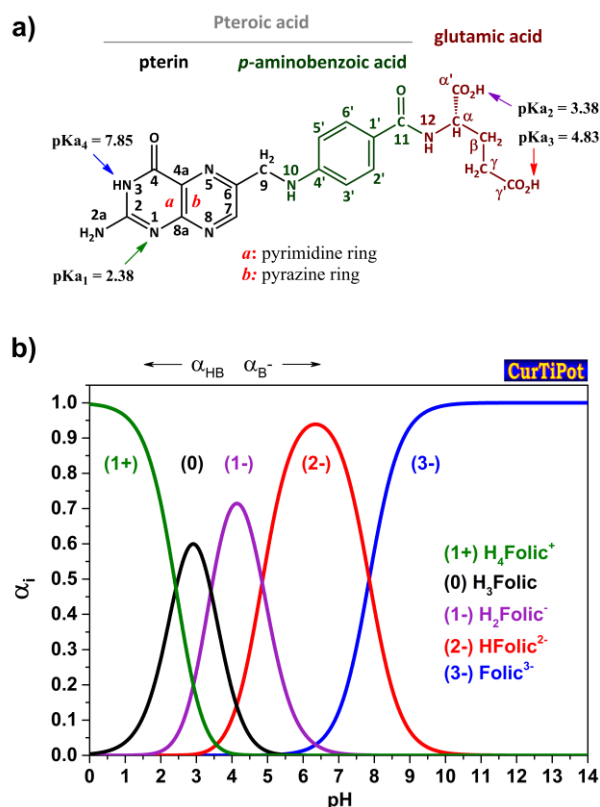 a)
Pteroic acid
glutamic acid
pterin
p-aminobenzoic acid
α'
CO₂H
pKa₂ = 3.38
O
6'
1'
12
α
pKa₃ = 4.83
pKa₄ = 7.85
5'
11
N
H
H
β
CH₂
O
4
4a
N
5
H₂
C
10
4'
2'
H₂C
γ
HN
3
a
b
6
9
N
H
3'
γ'
CO₂H
2a
2
1
8a
8
7
H₂N
N
N
a: pyrimidine ring
pKa₁ = 2.38
b: pyrazine ring
b)
← α_HB α_B⁻ →
CurTiPot
1.0
0.9
(1+)
(0)
(1-)
(2-)
(3-)
0.8
0.7
0.6
(1+) H₄Folic⁺
0.5
(0) H₃Folic
0.4
(1-) H₂Folic⁻
0.3
(2-) HFolic²⁻
0.2
(3-) Folic³⁻
0.1
0.0
αᵢ
0 1 2 3 4 5 6 7 8 9 10 11 12 13 14
pH